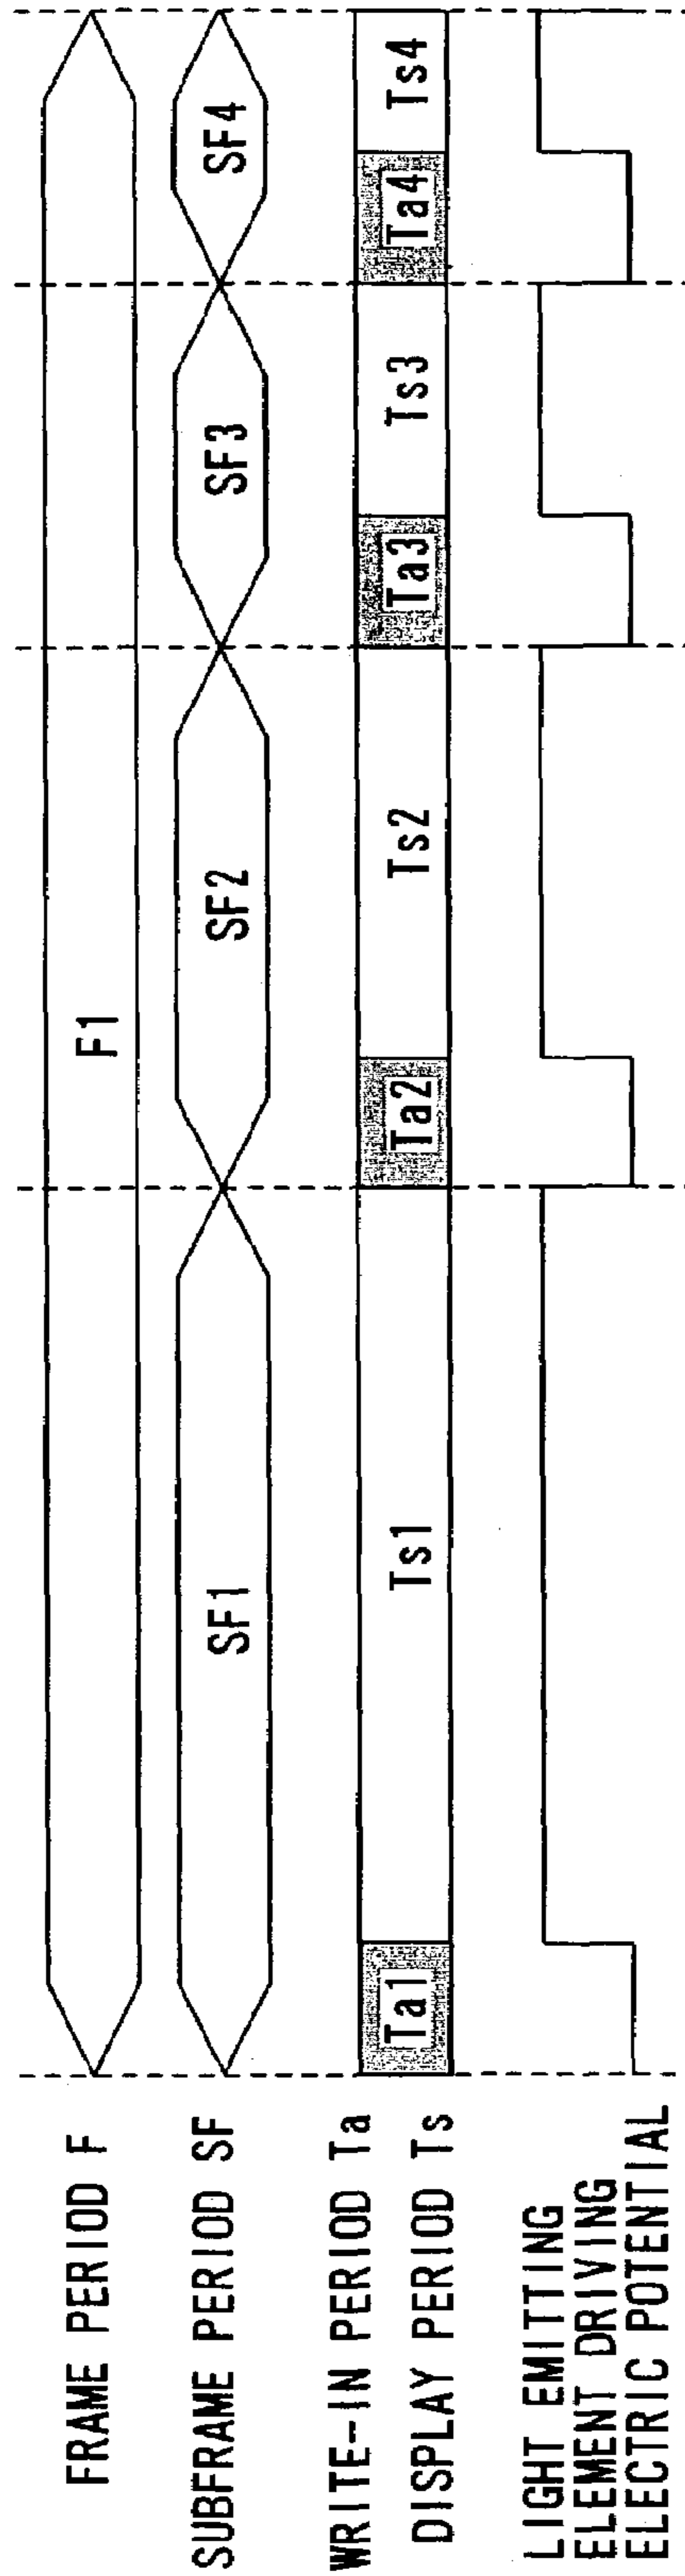 FRAME PERIOD F
F1
SUBFRAME PERIOD SF
SF1
SF2
SF3
SF4
WRITE-IN PERIOD Ta
DISPLAY PERIOD Ts
Ta1
Ts1
Ta2
Ts2
Ta3
Ts3
Ta4
Ts4
LIGHT EMITTING
ELEMENT DRIVING
ELECTRIC POTENTIAL